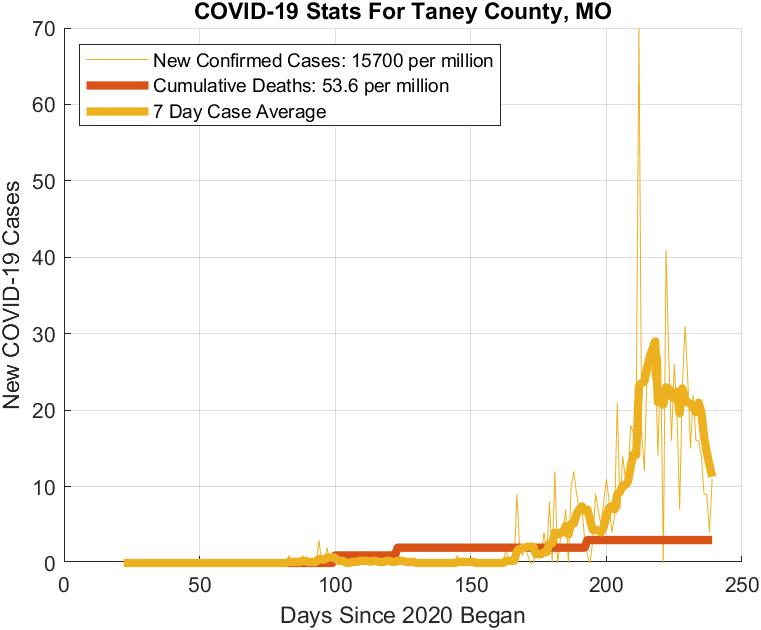 COVID-19 Stats For Taney County, MO
New Confirmed Cases: 15700 per million
Cumulative Deaths: 53.6 per million
7 Day Case Average
New COVID-19 Cases
70
60
50
40
30
20
10
0
0 50 100 150 200 250
Days Since 2020 Began